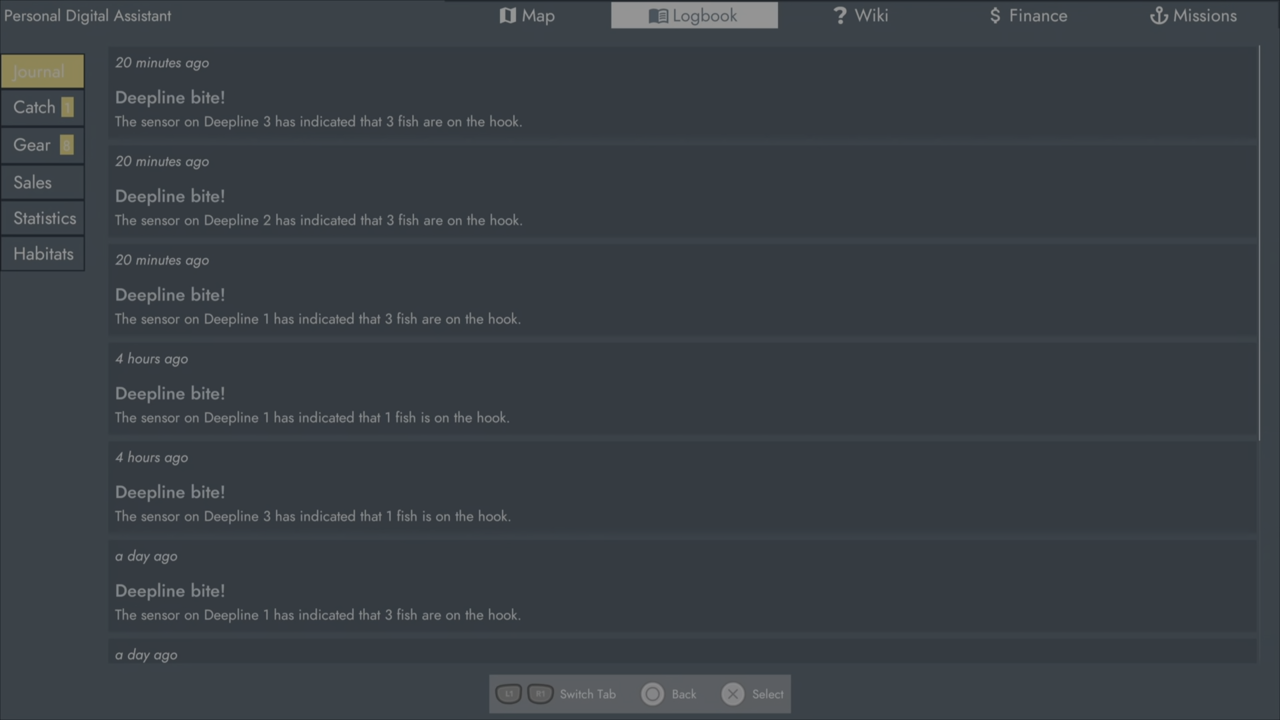 Personal Digital Assistant
Map
Logbook
? Wiki
$ Finance
Missions
Journal
Catch 1
Gear 8
Sales
Statistics
Habitats
20 minutes ago
Deepline bite!
The sensor on Deepline 3 has indicated that 3 fish are on the hook.
20 minutes ago
Deepline bite!
The sensor on Deepline 2 has indicated that 3 fish are on the hook.
20 minutes ago
Deepline bite!
The sensor on Deepline 1 has indicated that 3 fish are on the hook.
4 hours ago
Deepline bite!
The sensor on Deepline 1 has indicated that 1 fish is on the hook.
4 hours ago
Deepline bite!
The sensor on Deepline 3 has indicated that 1 fish is on the hook.
a day ago
Deepline bite!
The sensor on Deepline 1 has indicated that 3 fish are on the hook.
a day ago
L1 R1 Switch Tab
Back
Select